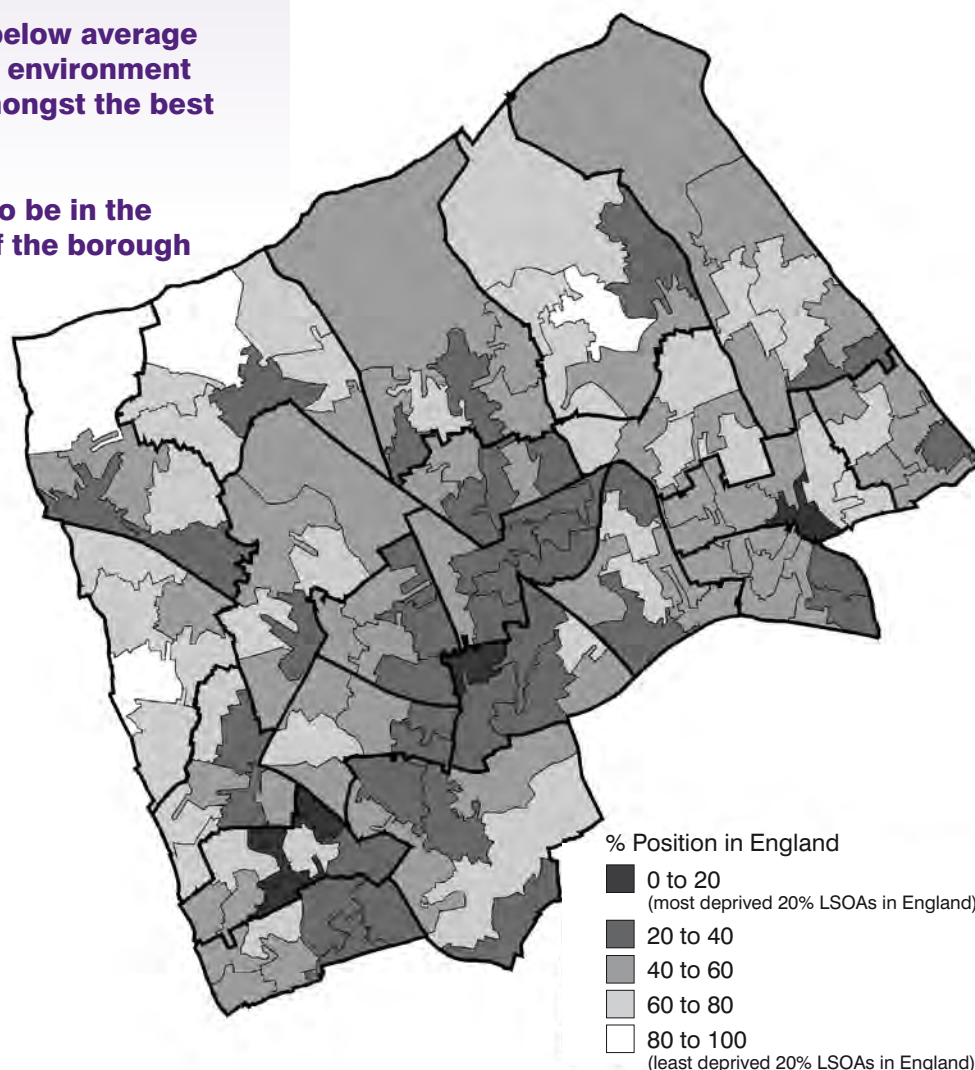 below average
environment
mongst the best
o be in the
f the borough
% Position in England
0 to 20
(most deprived 20% LSOAs in England)
20 to 40
40 to 60
60 to 80
80 to 100
(least deprived 20% LSOAs in England)